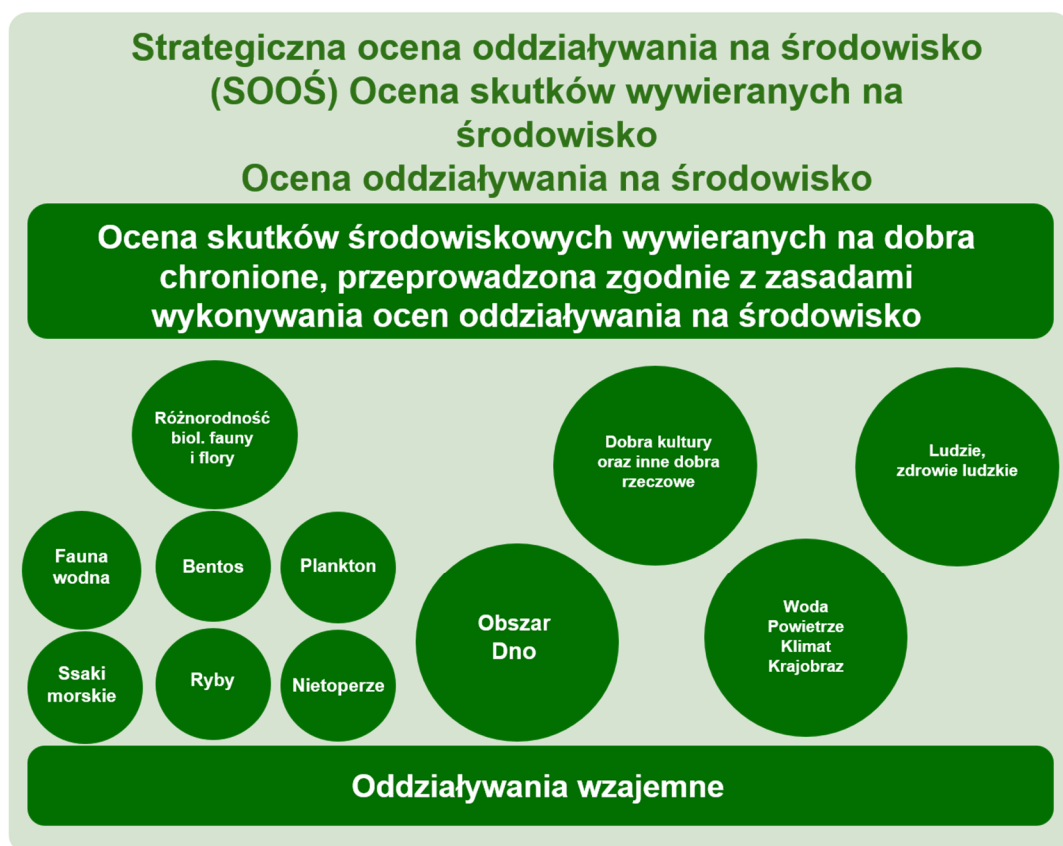 Strategiczna ocena oddziaływania na środowisko
(SOOŚ) Ocena skutków wywieranych na
środowisko
Ocena oddziaływania na środowisko
Ocena skutków środowiskowych wywieranych na dobra
chronione, przeprowadzona zgodnie z zasadami
wykonywania ocen oddziaływania na środowisko
Różnorodność
biol. fauny
i flory
Dobra kultury
oraz inne dobra
rzeczowe
Ludzie,
zdrowie ludzkie
Fauna
wodna
Bentos
Plankton
Obszar
Dno
Woda
Powietrze
Klimat
Krajobraz
Ssaki
morskie
Ryby
Nietoperze
Oddziaływania wzajemne